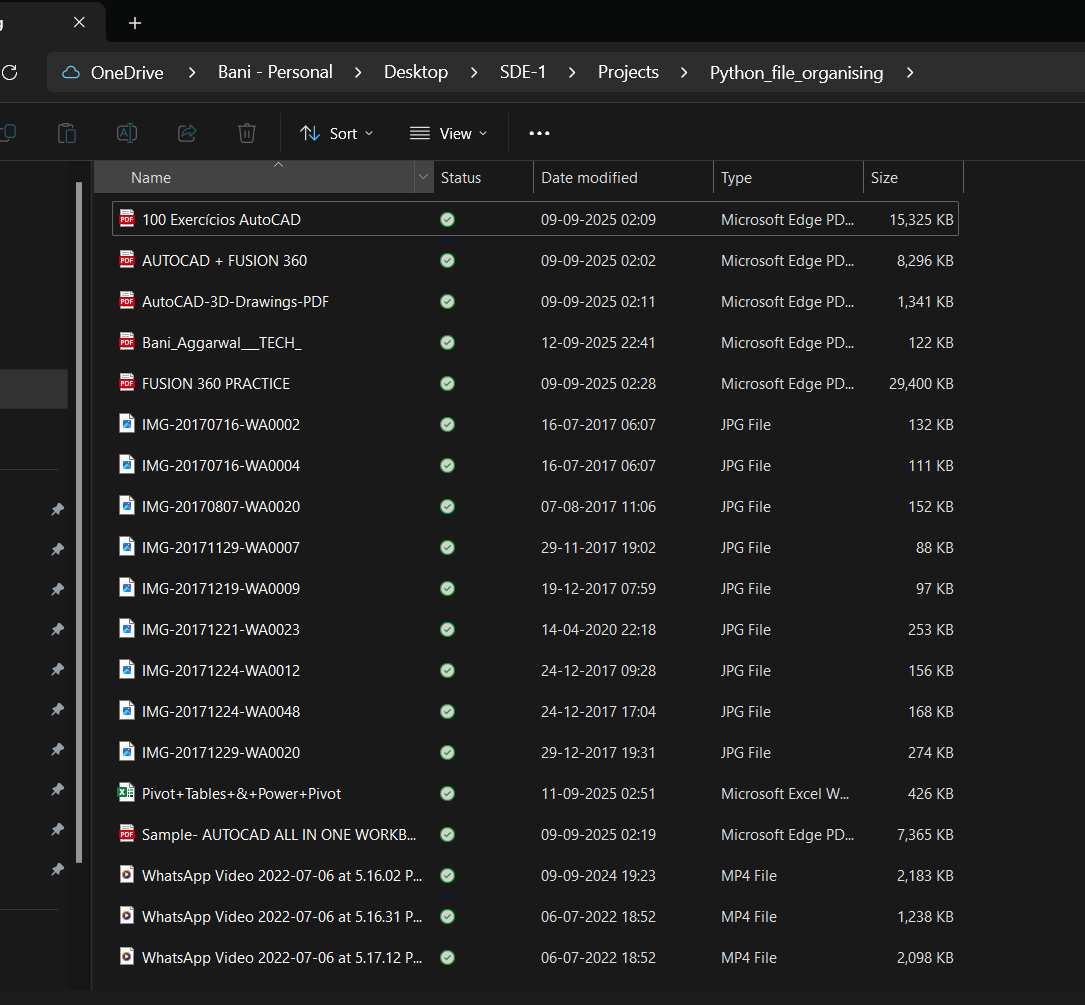 OneDrive > Bani - Personal > Desktop > SDE-1 > Projects > Python_file_organising >
Sort View
Name Status Date modified Type Size
100 Exercícios AutoCAD 09-09-2025 02:09 Microsoft Edge PD... 15,325 KB
AUTOCAD + FUSION 360 09-09-2025 02:02 Microsoft Edge PD... 8,296 KB
AutoCAD-3D-Drawings-PDF 09-09-2025 02:11 Microsoft Edge PD... 1,341 KB
Bani_Aggarwal___TECH_ 12-09-2025 22:41 Microsoft Edge PD... 122 KB
FUSION 360 PRACTICE 09-09-2025 02:28 Microsoft Edge PD... 29,400 KB
IMG-20170716-WA0002 16-07-2017 06:07 JPG File 132 KB
IMG-20170716-WA0004 16-07-2017 06:07 JPG File 111 KB
IMG-20170807-WA0020 07-08-2017 11:06 JPG File 152 KB
IMG-20171129-WA0007 29-11-2017 19:02 JPG File 88 KB
IMG-20171219-WA0009 19-12-2017 07:59 JPG File 97 KB
IMG-20171221-WA0023 14-04-2020 22:18 JPG File 253 KB
IMG-20171224-WA0012 24-12-2017 09:28 JPG File 156 KB
IMG-20171224-WA0048 24-12-2017 17:04 JPG File 168 KB
IMG-20171229-WA0020 29-12-2017 19:31 JPG File 274 KB
Pivot+Tables+&+Power+Pivot 11-09-2025 02:51 Microsoft Excel W... 426 KB
Sample- AUTOCAD ALL IN ONE WORKB... 09-09-2025 02:19 Microsoft Edge PD... 7,365 KB
WhatsApp Video 2022-07-06 at 5.16.02 P... 09-09-2024 19:23 MP4 File 2,183 KB
WhatsApp Video 2022-07-06 at 5.16.31 P... 06-07-2022 18:52 MP4 File 1,238 KB
WhatsApp Video 2022-07-06 at 5.17.12 P... 06-07-2022 18:52 MP4 File 2,098 KB